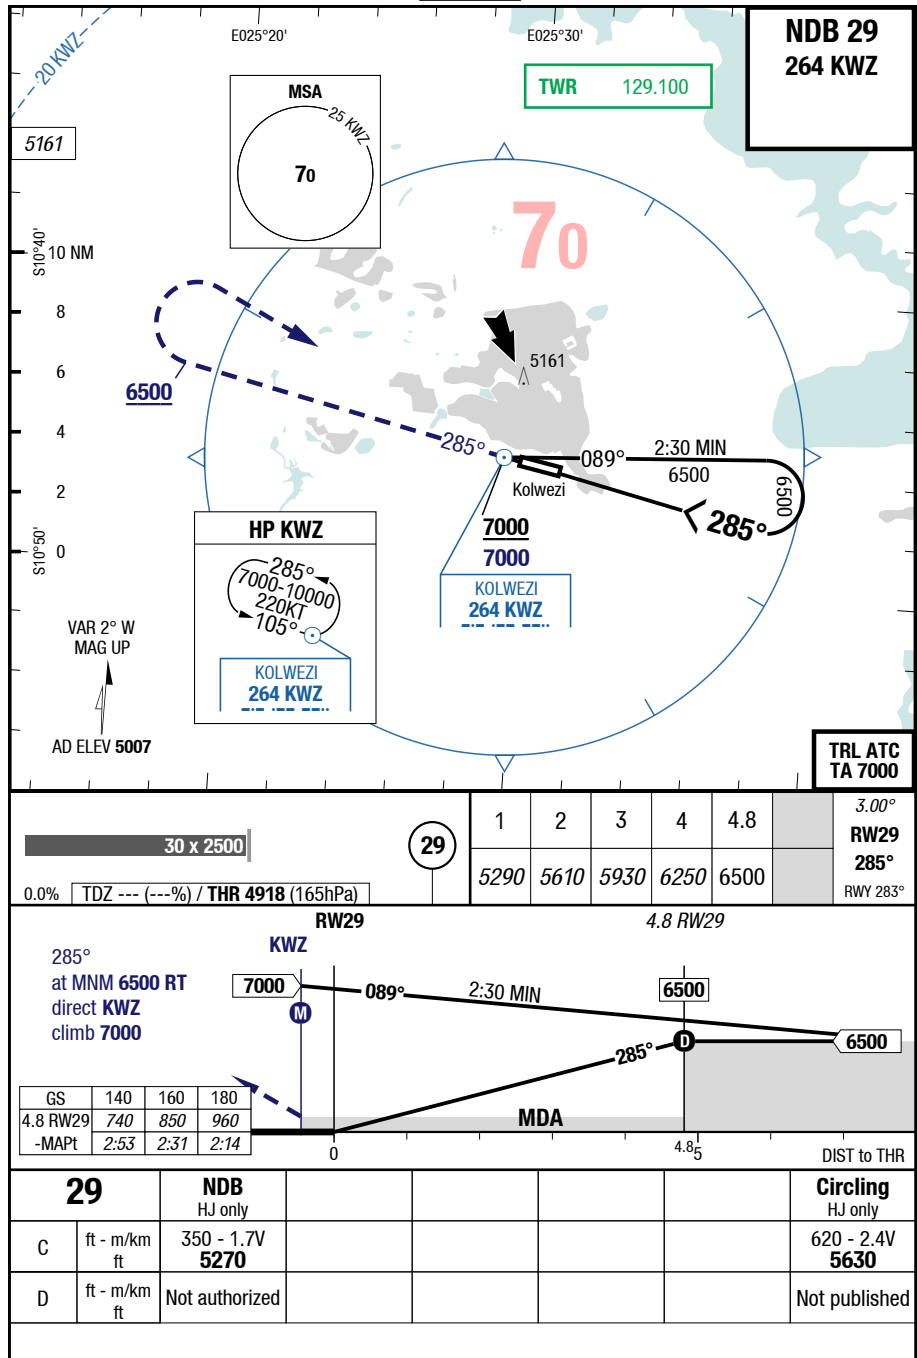 E025°20'
E025°30'
NDB 29
264 KWZ
20 KWZ
TWR 129.100
MSA
25 KWZ
70
5161
70
S10°40'
10 NM
8
6
4
2
0
S10°50'
5161
6500
285°
089°
2:30 MIN
6500
6500
Kolwezi
285°
7000
7000
KOLWEZI
264 KWZ
HP KWZ
285°
7000-10000
220KT
105°
KOLWEZI
264 KWZ
VAR 2° W
MAG UP
AD ELEV 5007
TRL ATC
TA 7000
30 x 2500
29
0.0% TDZ --- (---%) / THR 4918 (165hPa)
1 2 3 4 4.8
5290 5610 5930 6250 6500
3.00°
RW29
285°
RWY 283°
RW29
4.8 RW29
KWZ
285°
at MNM 6500 RT
direct KWZ
climb 7000
7000
089°
2:30 MIN
6500
M
D
6500
285°
MDA
GS 140 160 180
4.8 RW29 740 850 960
-MAPt 2:53 2:31 2:14
0
4.8
5
DIST to THR
29
NDB
HJ only
Circling
HJ only
C
ft - m/km
ft
350 - 1.7V
5270
620 - 2.4V
5630
D
ft - m/km
ft
Not authorized
Not published